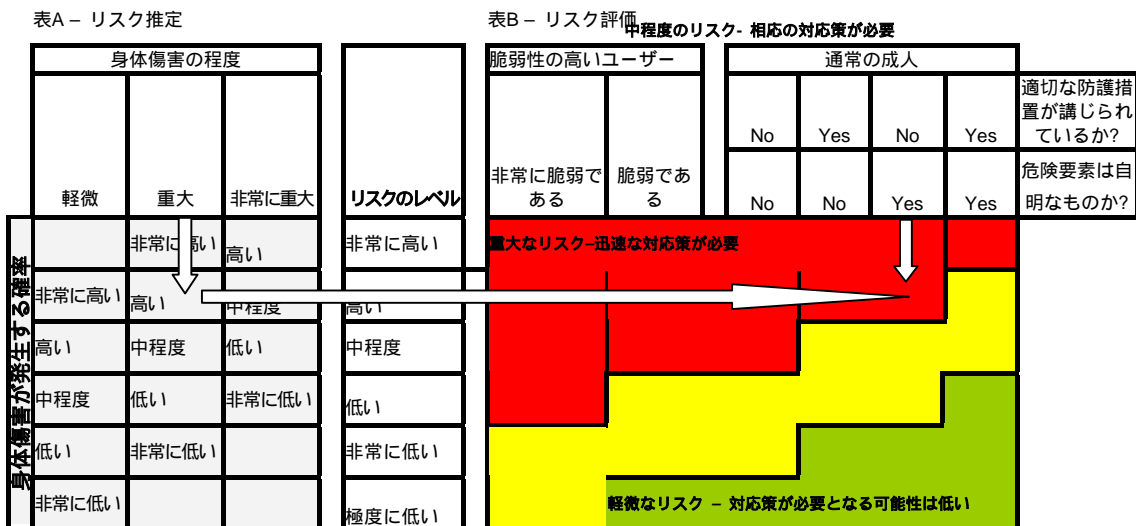 表A – リスク推定
表B – リスク評価
中程度のリスク- 相応の対応策が必要
身体傷害の程度
脆弱性の高いユーザー
通常の成人
軽微
重大
非常に重大
リスクのレベル
非常に脆弱で
ある
脆弱であ
る
No Yes No Yes
適切な防護措
置が講じられ
ているか?
No No Yes Yes
危険要素は自
明なものか?
身体傷害が発生する確率
非常に高い 高い 非常に高い
重大なリスク–迅速な対応策が必要
非常に高い 高い 中程度 高い
高い 中程度 低い 中程度
中程度 低い 非常に低い 低い
低い 非常に低い 非常に低い
非常に低い 極度に低い
軽微なリスク – 対応策が必要となる可能性は低い